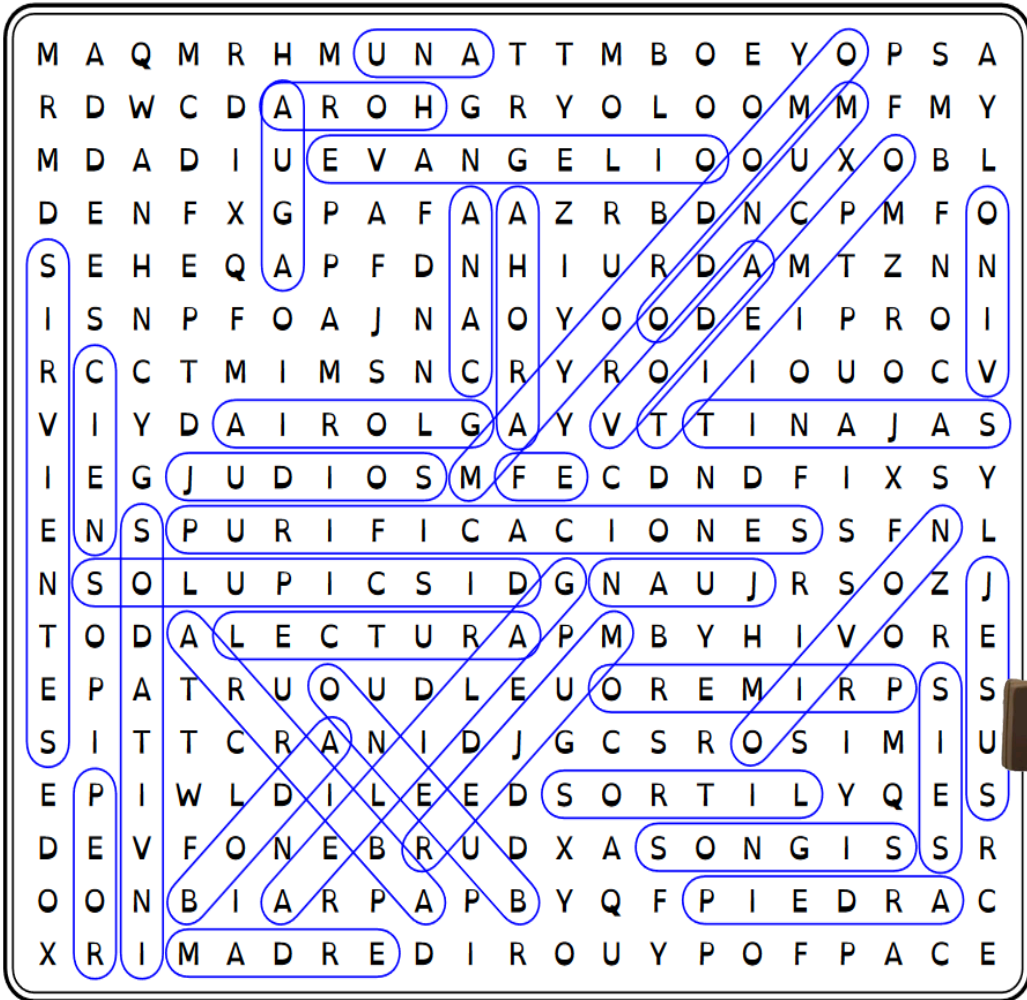 M A Q M R H M U N A T T M B O E Y O P S A
R D W C D A R O H G R Y O L O O M M F M Y
M D A D I U E V A N G E L I O O U X O B L
D E N F X G P A F A A Z R B D N C P M F O
S E H E Q A P F D N H I U R D A M T Z N N
I S N P F O A J N A O Y O O D E I P R O I
R C C T M I M S N C R Y R O I I O U O C V
V I Y D A I R O L G A Y V T T I N A J A S
I E G J U D I O S M F E C D N D F I X S Y
E N S P U R I F I C A C I O N E S S F N L
N S O L U P I C S I D G N A U J R S O Z J
T O D A L E C T U R A P M B Y H I V O R E
E P A T R U O U D L E U O R E M I R P S S
S I T T C R A N I D J G C S R O S I M I U
E P I W L D I L E E D S O R T I L Y Q E S
D E V F O N E B R U D X A S O N G I S S R
O O N B I A R P A P B Y Q F P I E D R A C
X R I M A D R E D I R O U Y P O F P A C E